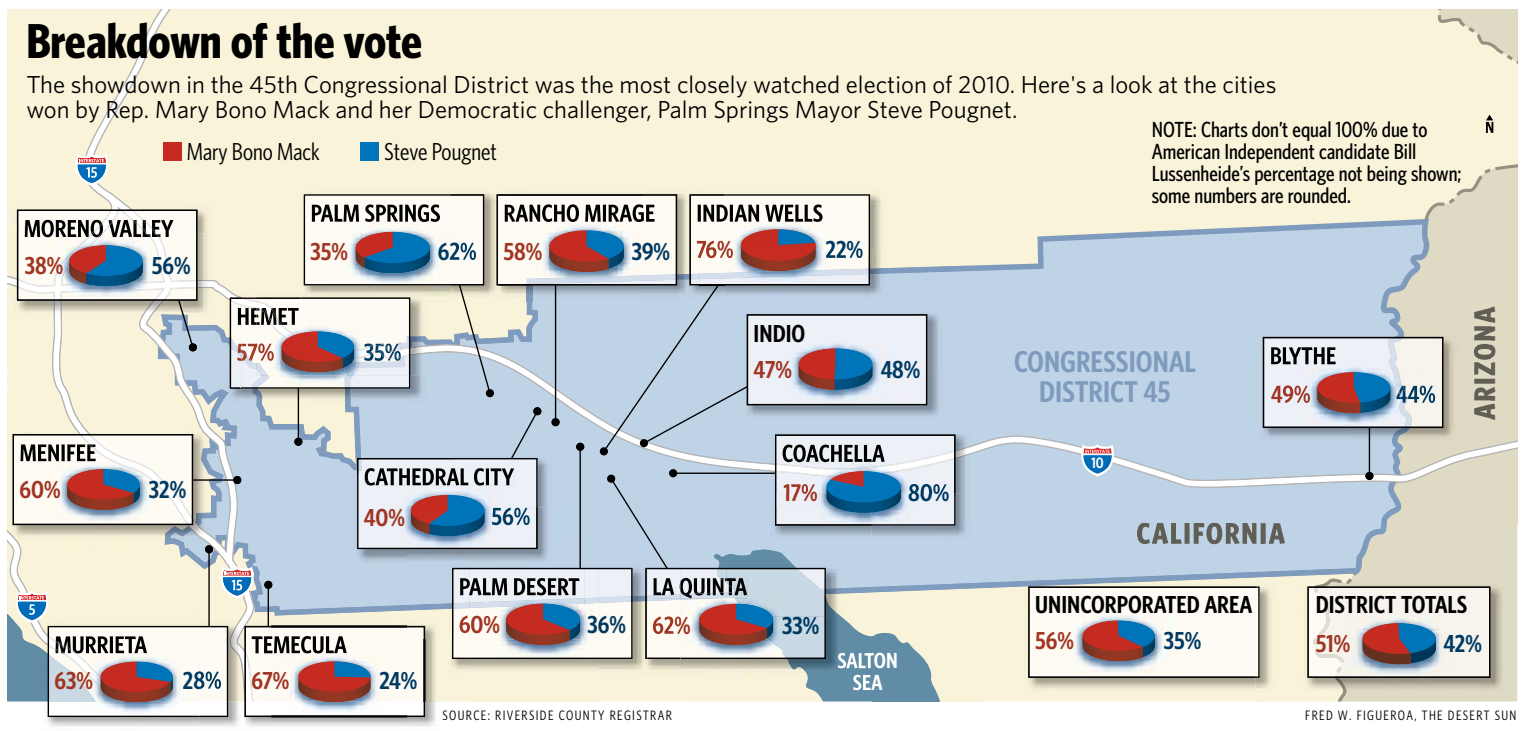 Breakdown of the vote
The showdown in the 45th Congressional District was the most closely watched election of 2010. Here's a look at the cities
won by Rep. Mary Bono Mack and her Democratic challenger, Palm Springs Mayor Steve Pougnet.
Mary Bono Mack
Steve Pougnet
NOTE: Charts don't equal 100% due to
American Independent candidate Bill
Lussenheide's percentage not being shown;
some numbers are rounded.
N
INTERSTATE
15
MORENO VALLEY
38% 56%
PALM SPRINGS
35% 62%
RANCHO MIRAGE
58% 39%
INDIAN WELLS
76% 22%
HEMET
57% 35%
INDIO
47% 48%
CONGRESSIONAL
DISTRICT 45
BLYTHE
49% 44%
ARIZONA
MENIFEE
60% 32%
CATHEDRAL CITY
40% 56%
COACHELLA
17% 80%
INTERSTATE
10
CALIFORNIA
INTERSTATE
15
INTERSTATE
5
PALM DESERT
60% 36%
LA QUINTA
62% 33%
UNINCORPORATED AREA
56% 35%
DISTRICT TOTALS
51% 42%
MURRIETA
63% 28%
TEMECULA
67% 24%
SALTON
SEA
SOURCE: RIVERSIDE COUNTY REGISTRAR
FRED W. FIGUEROA, THE DESERT SUN